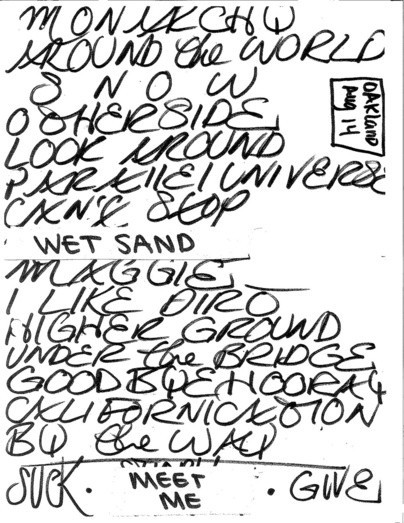 MONARCHY
AROUND the WORLD
SNOW
OAKland
Aug 14
OTHERSIDE
LOOK AROUND
PARALLEL UNIVERSE
CAN'T STOP
WET SAND
MAGGIE
I LIKE DIRT
HIGHER GROUND
UNDER the BRIDGE
GOODBYE HOORAY
CALIFORNICATION
BY the WAY
SUCK. MEET ME . GIVE